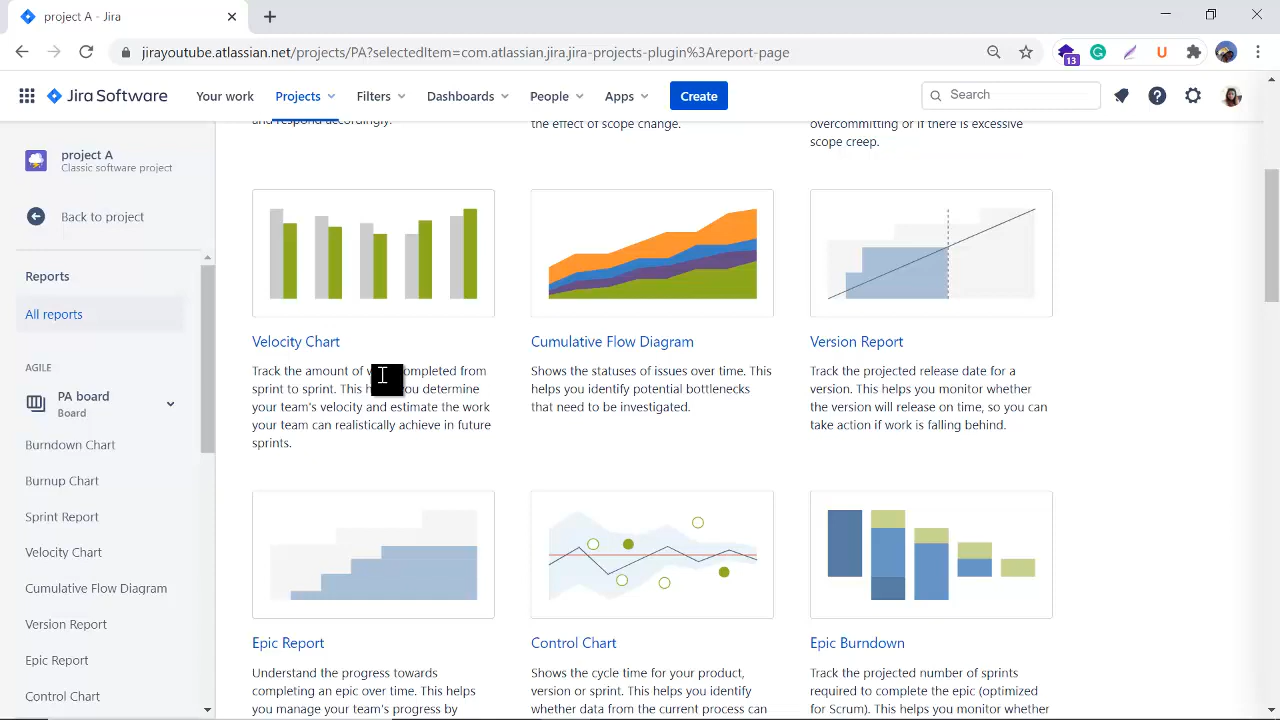 project A - Jira
jirayoutube.atlassian.net/projects/PA?selectedItem=com.atlassian.jira.jira-projects-plugin%3Areport-page
13
Jira Software
Your work
Projects
Filters
Dashboards
People
Apps
Create
Search
project A
Classic software project
Back to project
Reports
All reports
AGILE
PA board
Board
Burndown Chart
Burnup Chart
Sprint Report
Velocity Chart
Cumulative Flow Diagram
Version Report
Epic Report
Control Chart
and respond accordingly.
the effect of scope change.
overcommitting or if there is excessive
scope creep.
Velocity Chart
Track the amount of completed from
sprint to sprint. This you determine
your team's velocity and estimate the work
your team can realistically achieve in future
sprints.
Cumulative Flow Diagram
Shows the statuses of issues over time. This
helps you identify potential bottlenecks
that need to be investigated.
Version Report
Track the projected release date for a
version. This helps you monitor whether
the version will release on time, so you can
take action if work is falling behind.
Epic Report
Understand the progress towards
completing an epic over time. This helps
you manage your team's progress by
Control Chart
Shows the cycle time for your product,
version or sprint. This helps you identify
whether data from the current process can
Epic Burndown
Track the projected number of sprints
required to complete the epic (optimized
for Scrum). This helps you monitor whether